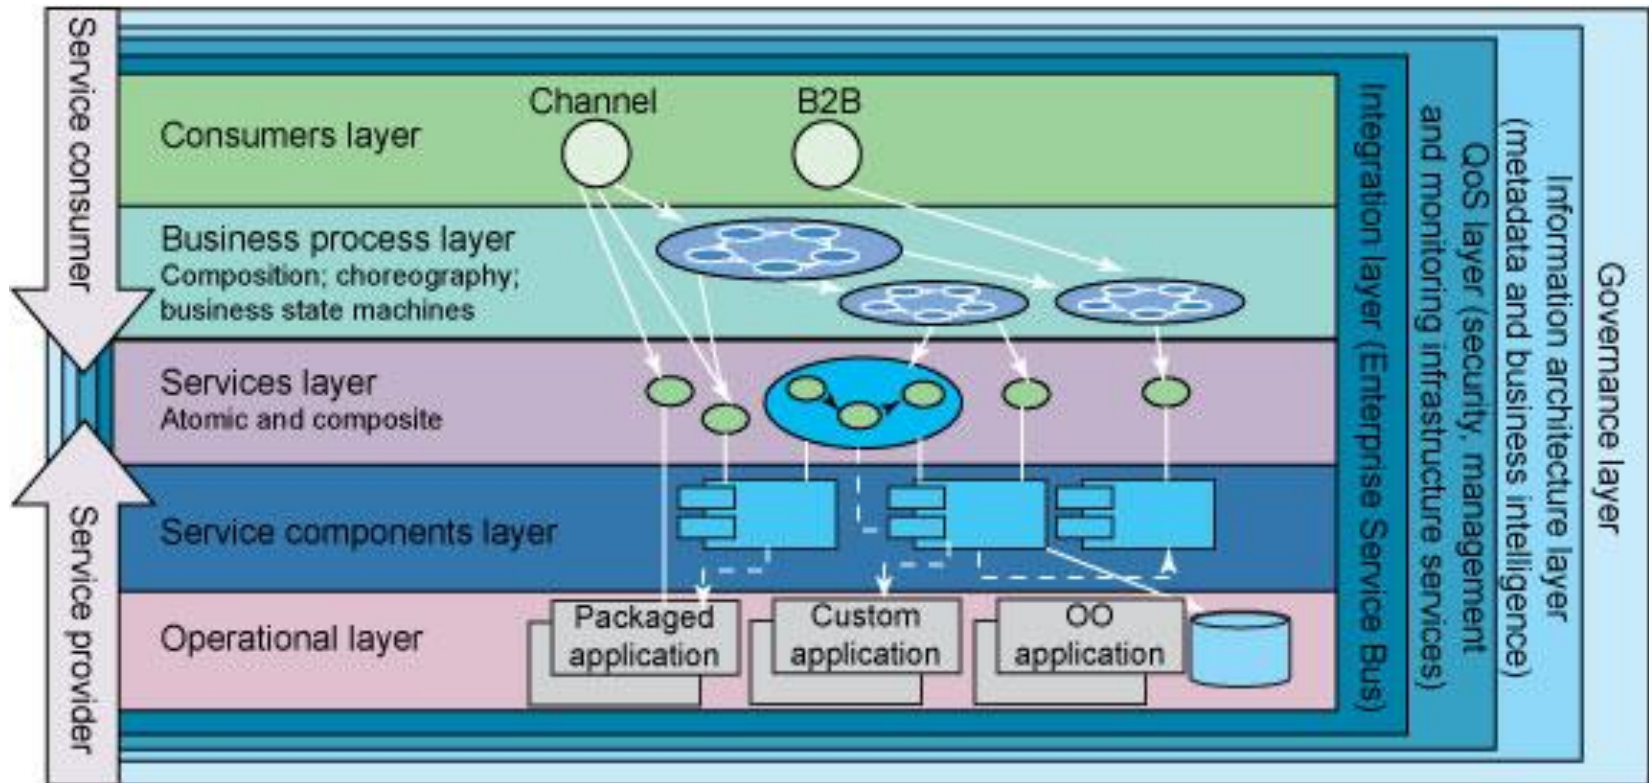 Service consumer
Service provider
Channel
B2B
Consumers layer
Business process layer
Composition; choreography;
business state machines
Services layer
Atomic and composite
Service components layer
Operational layer
Packaged
application
Custom
application
OO
application
Integration layer (Enterprise Service Bus)
QoS layer (security, management
and monitoring infrastructure services)
Information architecture layer
(metadata and business intelligence)
Governance layer